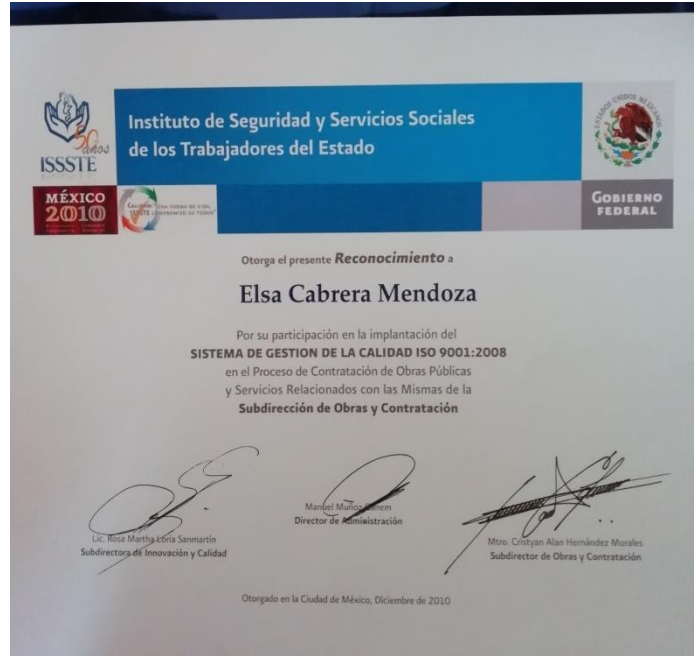 Instituto de Seguridad y Servicios Sociales
de los Trabajadores del Estado
50
años
ISSSTE
ESTADOS UNIDOS MEXICANOS
MÉXICO
2010
GOBIERNO
FEDERAL
Otorga el presente Reconocimiento a
Elsa Cabrera Mendoza
Por su participación en la implantación del
SISTEMA DE GESTION DE LA CALIDAD ISO 9001:2008
en el Proceso de Contratación de Obras Públicas
y Servicios Relacionados con las Mismas de la
Subdirección de Obras y Contratación
Manuel Muñoz
Director de Administración
Lic. Rosa Martha Loria Sanmartín
Subdirectora de Innovación y Calidad
Mtro. Cristyan Alan Hernández Morales
Subdirector de Obras y Contratación
Otorgado en la Ciudad de México, Diciembre de 2010